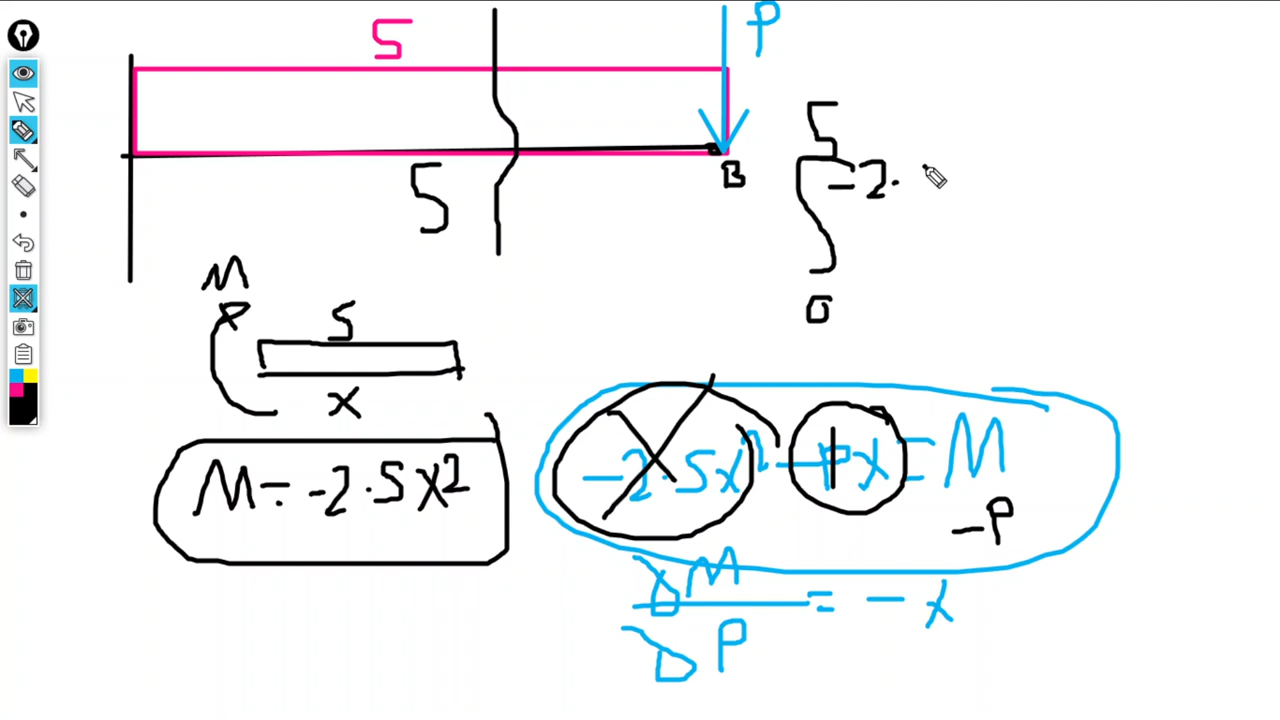 5
P
5
B
5
-2.
0
M
5
x
M = -2.5x²
-2.5x² - Px = M
-P
∂M
∂P
= -x